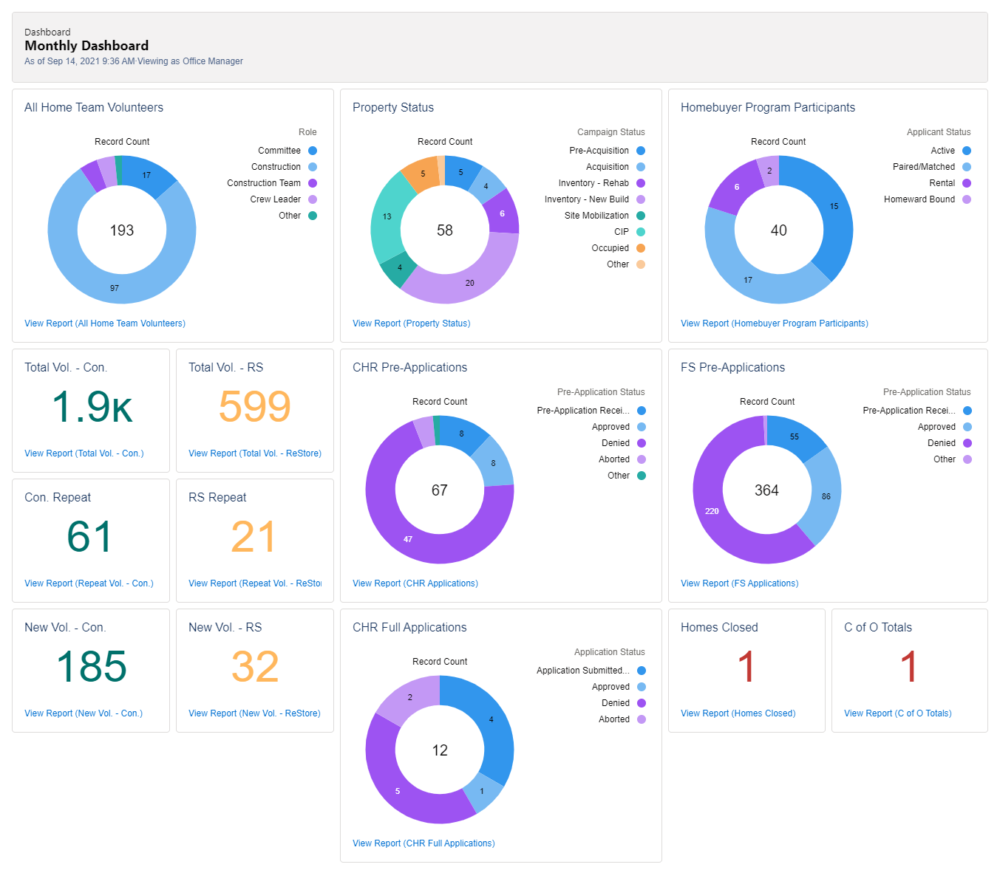 Dashboard
Monthly Dashboard
As of Sep 14, 2021 9:36 AM·Viewing as Office Manager
All Home Team Volunteers
Role
Record Count
Committee
Construction
Construction Team
Crew Leader
Other
17
193
97
View Report (All Home Team Volunteers)
Property Status
Campaign Status
Record Count
Pre-Acquisition
Acquisition
Inventory - Rehab
Inventory - New Build
Site Mobilization
CIP
Occupied
Other
5
5
4
6
13
58
4
20
View Report (Property Status)
Homebuyer Program Participants
Applicant Status
Record Count
Active
Paired/Matched
Rental
Homeward Bound
2
6
15
40
17
View Report (Homebuyer Program Participants)
Total Vol. - Con.
1.9K
View Report (Total Vol. - Con.)
Total Vol. - RS
599
View Report (Total Vol. - ReStore)
CHR Pre-Applications
Pre-Application Status
Record Count
Pre-Application Recei...
Approved
Denied
Aborted
Other
8
8
67
47
View Report (CHR Applications)
FS Pre-Applications
Pre-Application Status
Record Count
Pre-Application Recei...
Approved
Denied
Other
55
364
86
220
View Report (FS Applications)
Con. Repeat
61
View Report (Repeat Vol. - Con.)
RS Repeat
21
View Report (Repeat Vol. - ReSto
New Vol. - Con.
185
View Report (New Vol. - Con.)
New Vol. - RS
32
View Report (New Vol. - ReStore)
CHR Full Applications
Application Status
Record Count
Application Submitted...
Approved
Denied
Aborted
2
4
12
5
1
View Report (CHR Full Applications)
Homes Closed
1
View Report (Homes Closed)
C of O Totals
1
View Report (C of O Totals)